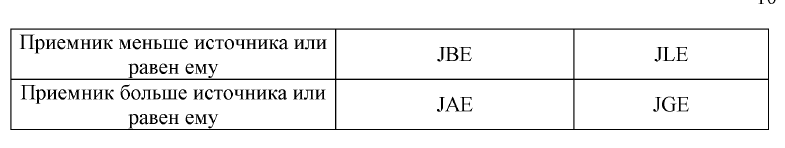 Приемник меньше источника или
равен ему
JBE
JLE
Приемник больше источника или
равен ему
JAE
JGE